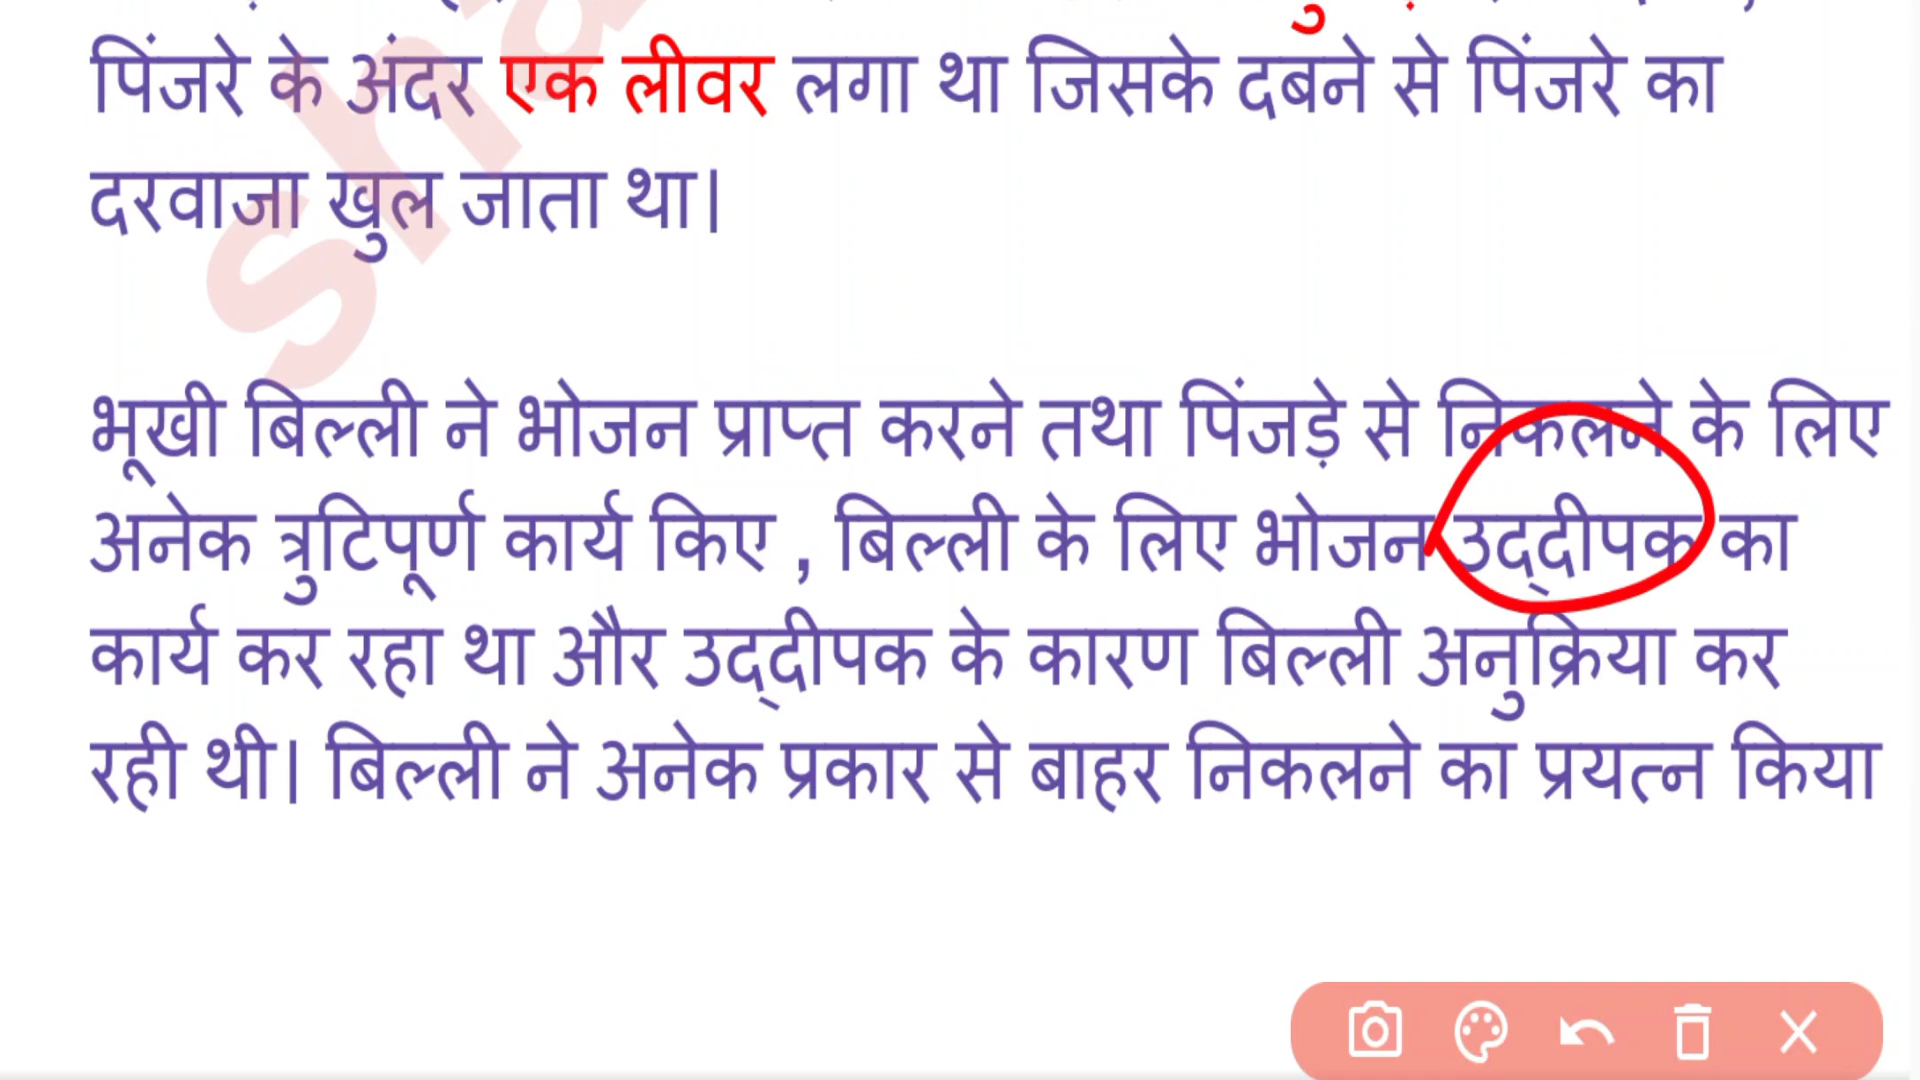 पिंजरे के अंदर एक लीवर लगा था जिसके दबने से पिंजरे का
दरवाजा खुल जाता था।
भूखी बिल्ली ने भोजन प्राप्त करने तथा पिंजड़े से निकलने के लिए
अनेक त्रुटिपूर्ण कार्य किए , बिल्ली के लिए भोजन उद्‌दीपक का
कार्य कर रहा था और उद्‌दीपक के कारण बिल्ली अनुक्रिया कर
रही थी। बिल्ली ने अनेक प्रकार से बाहर निकलने का प्रयत्न किया